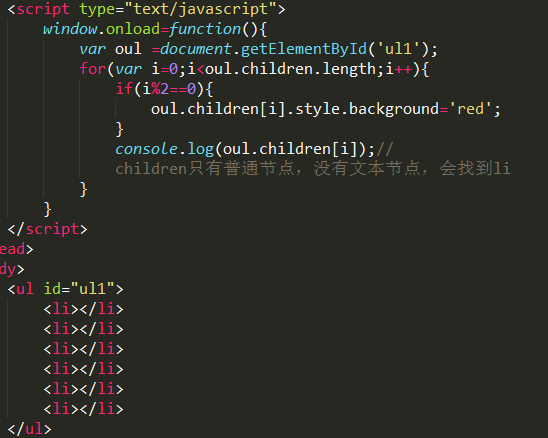 <script type="text/javascript">
window.onload=function(){
var oul =document.getElementById('ul1');
for(var i=0;i<oul.children.length;i++){
if(i%2==0){
oul.children[i].style.background='red';
}
console.log(oul.children[i]);//
children只有普通节点，没有文本节点，会找到li
}
}
</script>
ead>
dy>
<ul id="ul1">
<li></li>
<li></li>
<li></li>
<li></li>
<li></li>
<li></li>
</ul>